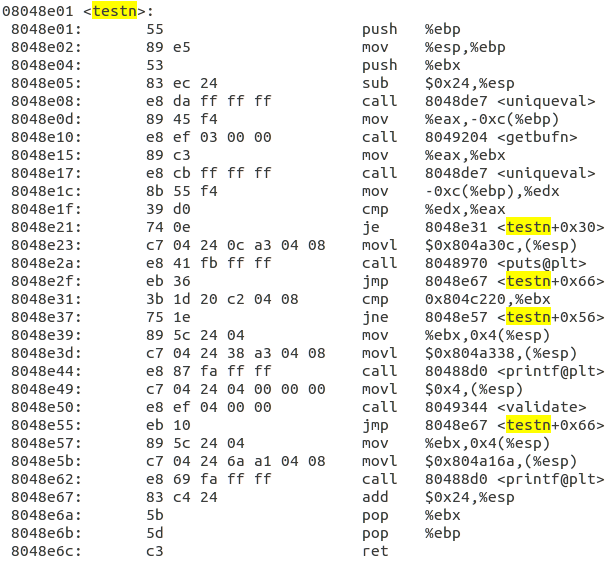 08048e01 <testn>:
8048e01: 55 push %ebp
8048e02: 89 e5 mov %esp,%ebp
8048e04: 53 push %ebx
8048e05: 83 ec 24 sub $0x24,%esp
8048e08: e8 da ff ff ff call 8048de7 <uniqueval>
8048e0d: 89 45 f4 mov %eax,-0xc(%ebp)
8048e10: e8 ef 03 00 00 call 8049204 <getbufn>
8048e15: 89 c3 mov %eax,%ebx
8048e17: e8 cb ff ff ff call 8048de7 <uniqueval>
8048e1c: 8b 55 f4 mov -0xc(%ebp),%edx
8048e1f: 39 d0 cmp %edx,%eax
8048e21: 74 0e je 8048e31 <testn+0x30>
8048e23: c7 04 24 0c a3 04 08 movl $0x804a30c,(%esp)
8048e2a: e8 41 fb ff ff call 8048970 <puts@plt>
8048e2f: eb 36 jmp 8048e67 <testn+0x66>
8048e31: 3b 1d 20 c2 04 08 cmp 0x804c220,%ebx
8048e37: 75 1e jne 8048e57 <testn+0x56>
8048e39: 89 5c 24 04 mov %ebx,0x4(%esp)
8048e3d: c7 04 24 38 a3 04 08 movl $0x804a338,(%esp)
8048e44: e8 87 fa ff ff call 80488d0 <printf@plt>
8048e49: c7 04 24 04 00 00 00 movl $0x4,(%esp)
8048e50: e8 ef 04 00 00 call 8049344 <validate>
8048e55: eb 10 jmp 8048e67 <testn+0x66>
8048e57: 89 5c 24 04 mov %ebx,0x4(%esp)
8048e5b: c7 04 24 6a a1 04 08 movl $0x804a16a,(%esp)
8048e62: e8 69 fa ff ff call 80488d0 <printf@plt>
8048e67: 83 c4 24 add $0x24,%esp
8048e6a: 5b pop %ebx
8048e6b: 5d pop %ebp
8048e6c: c3 ret